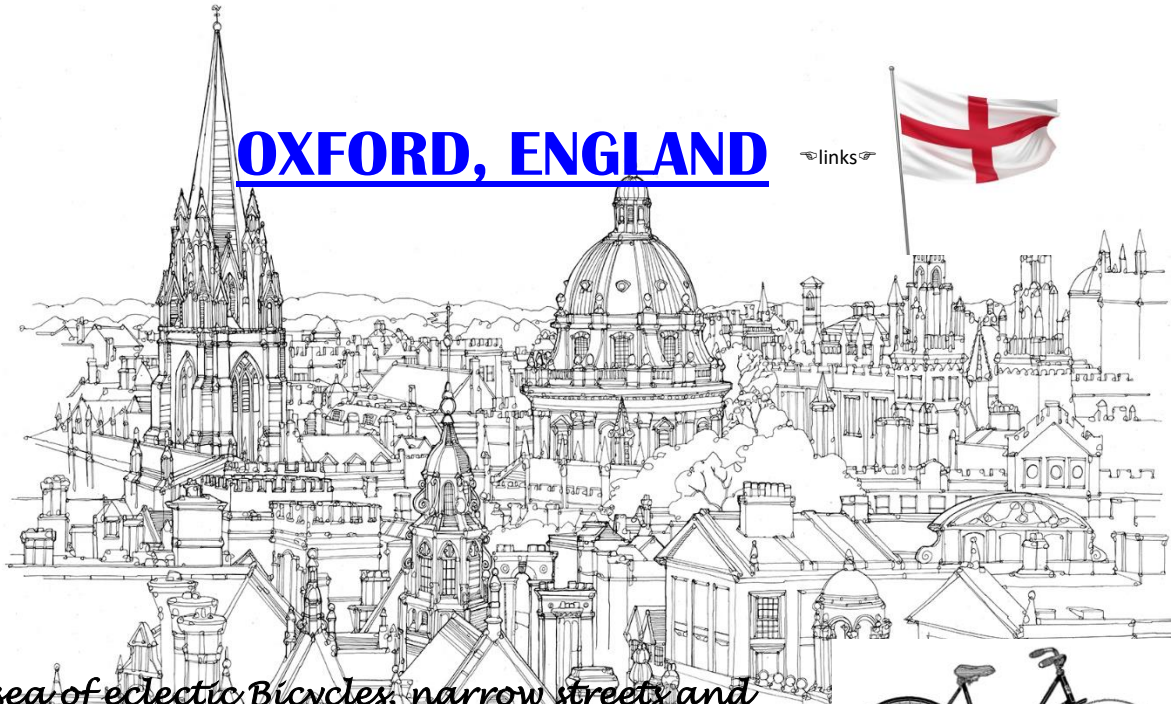 OXFORD, ENGLAND
☜links☞
sea of eclectic Bicycles, narrow streets and